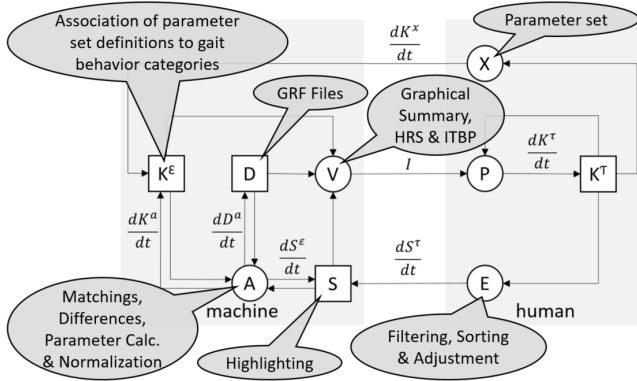 Association of parameter
set definitions to gait
behavior categories
dK^x/dt
Parameter set
X
GRF Files
Graphical
Summary,
HRS & ITBP
K^ε
D
V
I
P
dK^τ/dt
K^τ
dK^a/dt
dD^a/dt
dS^ε/dt
dS^τ/dt
A
S
E
Matchings,
Differences,
Parameter Calc.
& Normalization
machine
human
Highlighting
Filtering, Sorting
& Adjustment